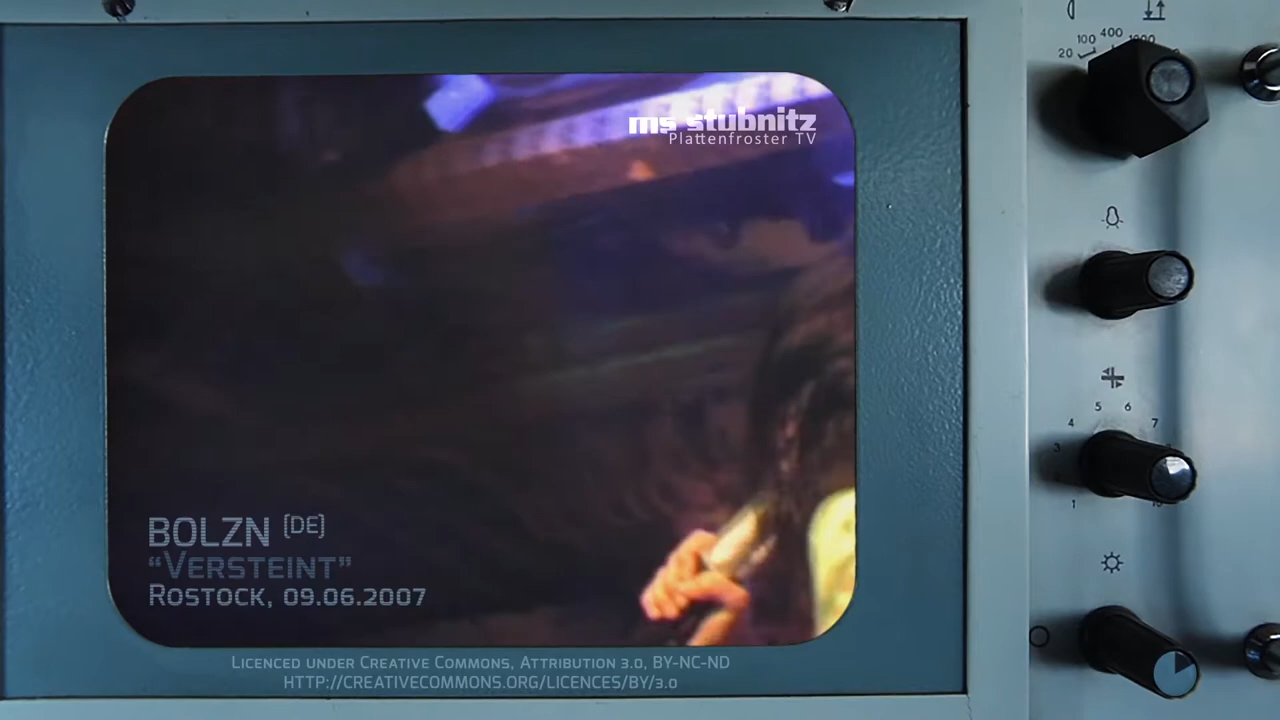 20 100 400 1000
ms stubnitz
Plattenfroster TV
4 5 6 7
3
1 10
BOLZN [DE]
“VERSTEINT”
ROSTOCK, 09.06.2007
LICENCED UNDER CREATIVE COMMONS, ATTRIBUTION 3.0, BY-NC-ND
HTTP://CREATIVECOMMONS.ORG/LICENCES/BY/3.0